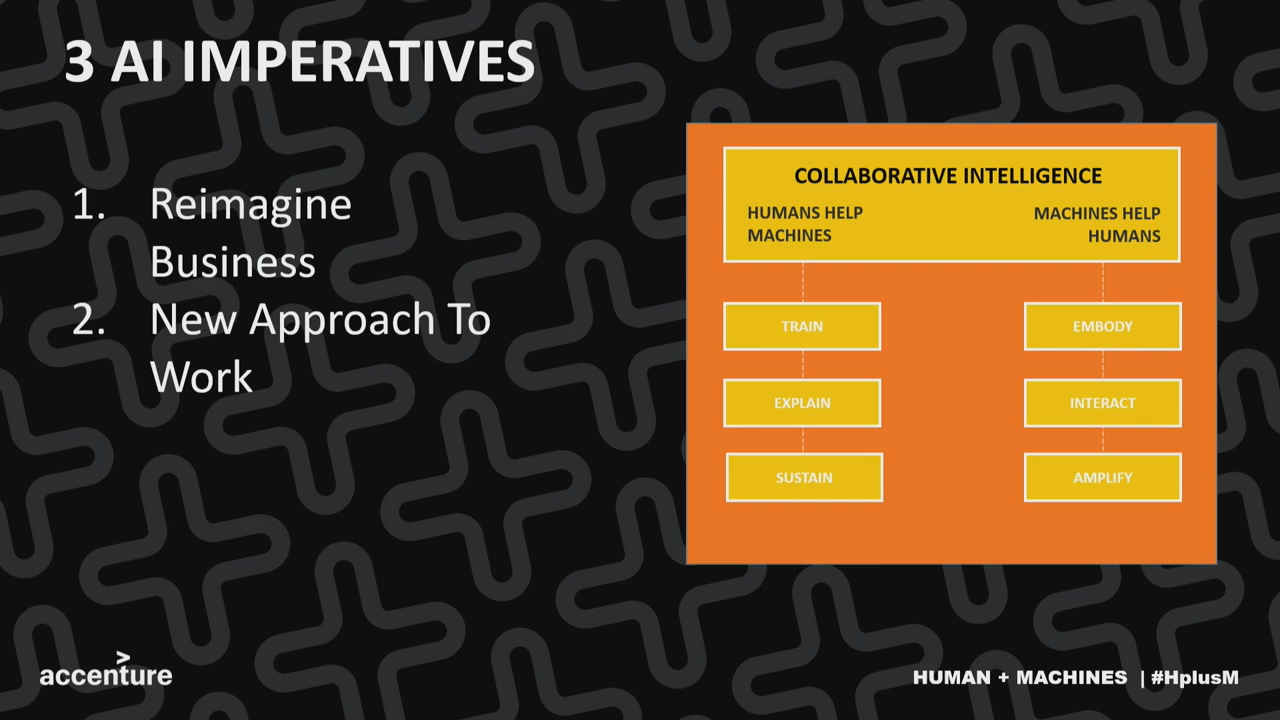 3 AI IMPERATIVES
1. Reimagine
Business
2. New Approach To
Work
COLLABORATIVE INTELLIGENCE
HUMANS HELP
MACHINES
MACHINES HELP
HUMANS
TRAIN
EXPLAIN
SUSTAIN
EMBODY
INTERACT
AMPLIFY
>
accenture
HUMAN + MACHINES | #HplusM